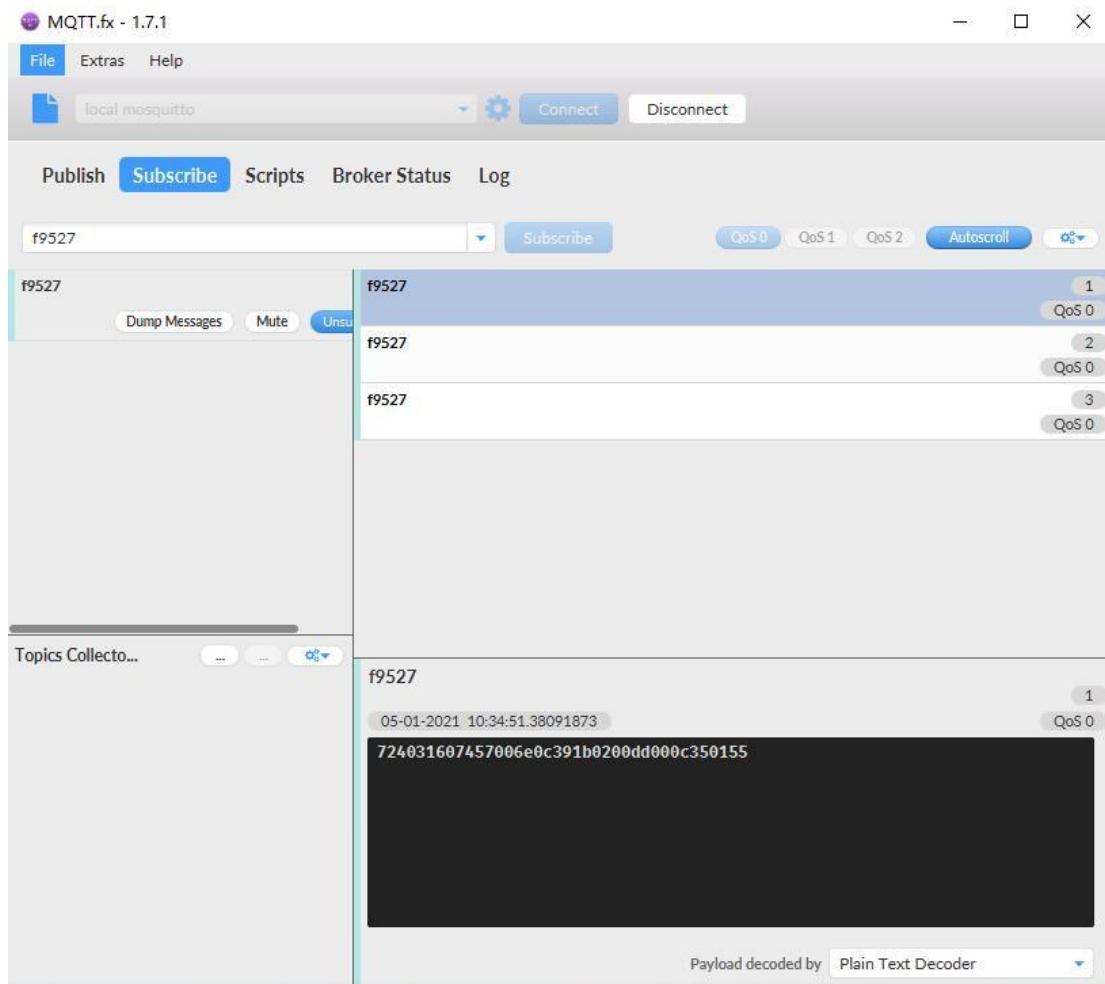 MQTT.fx - 1.7.1
File Extras Help
local mosquitto Connect Disconnect
Publish Subscribe Scripts Broker Status Log
f9527 Subscribe QoS 0 QoS 1 QoS 2 Autoscroll
f9527
Dump Messages Mute Unsu
f9527 1
QoS 0
f9527 2
QoS 0
f9527 3
QoS 0
Topics Collecto... ... ...
f9527
1
05-01-2021 10:34:51.38091873 QoS 0
724031607457006e0c391b0200dd000c350155
Payload decoded by Plain Text Decoder